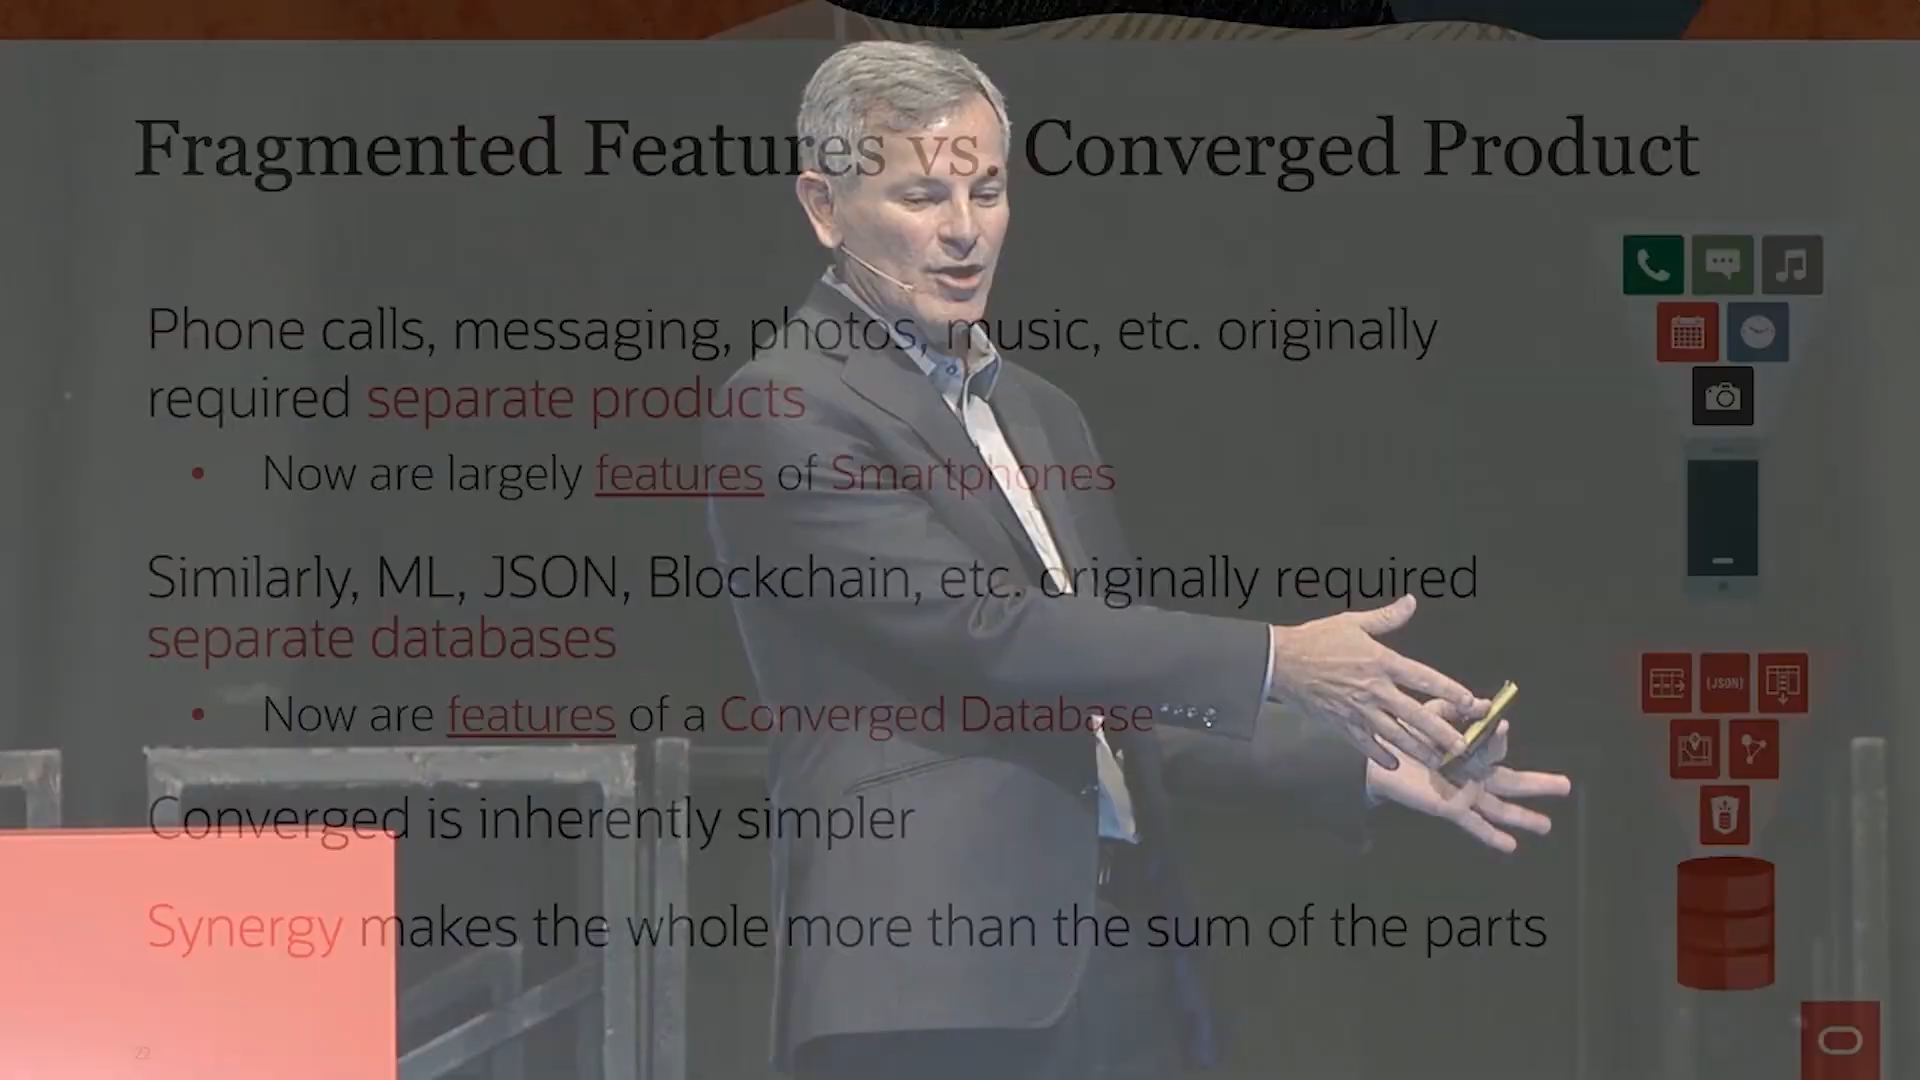 Fragmented Features vs. Converged Product
Phone calls, messaging, photos, music, etc. originally
required separate products
• Now are largely features of Smartphones
Similarly, ML, JSON, Blockchain, etc. originally required
separate databases
• Now are features of a Converged Database
Converged is inherently simpler
Synergy makes the whole more than the sum of the parts
{JSON}
22